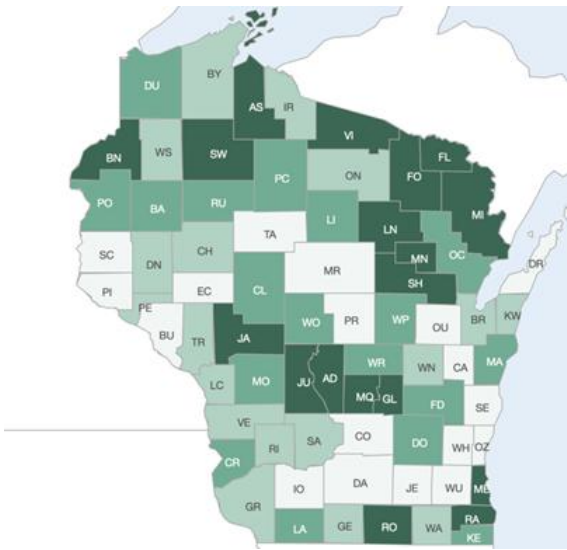 BY
DU
AS
IR
VI
BN
WS
SW
FL
PC
ON
FO
MI
PO
BA
RU
LI
LN
TA
SC
DN
CH
MN
OC
DR
MR
PI
EC
CL
SH
PE
BU
TR
WO
PR
WP
OU
BR
KW
JA
WR
WN
CA
MA
LC
MO
JU
AD
MQ
GL
FD
SE
VE
SA
CO
DO
WH
OZ
CR
RI
IO
DA
JE
WU
ML
GR
LA
GE
RO
WA
RA
KE